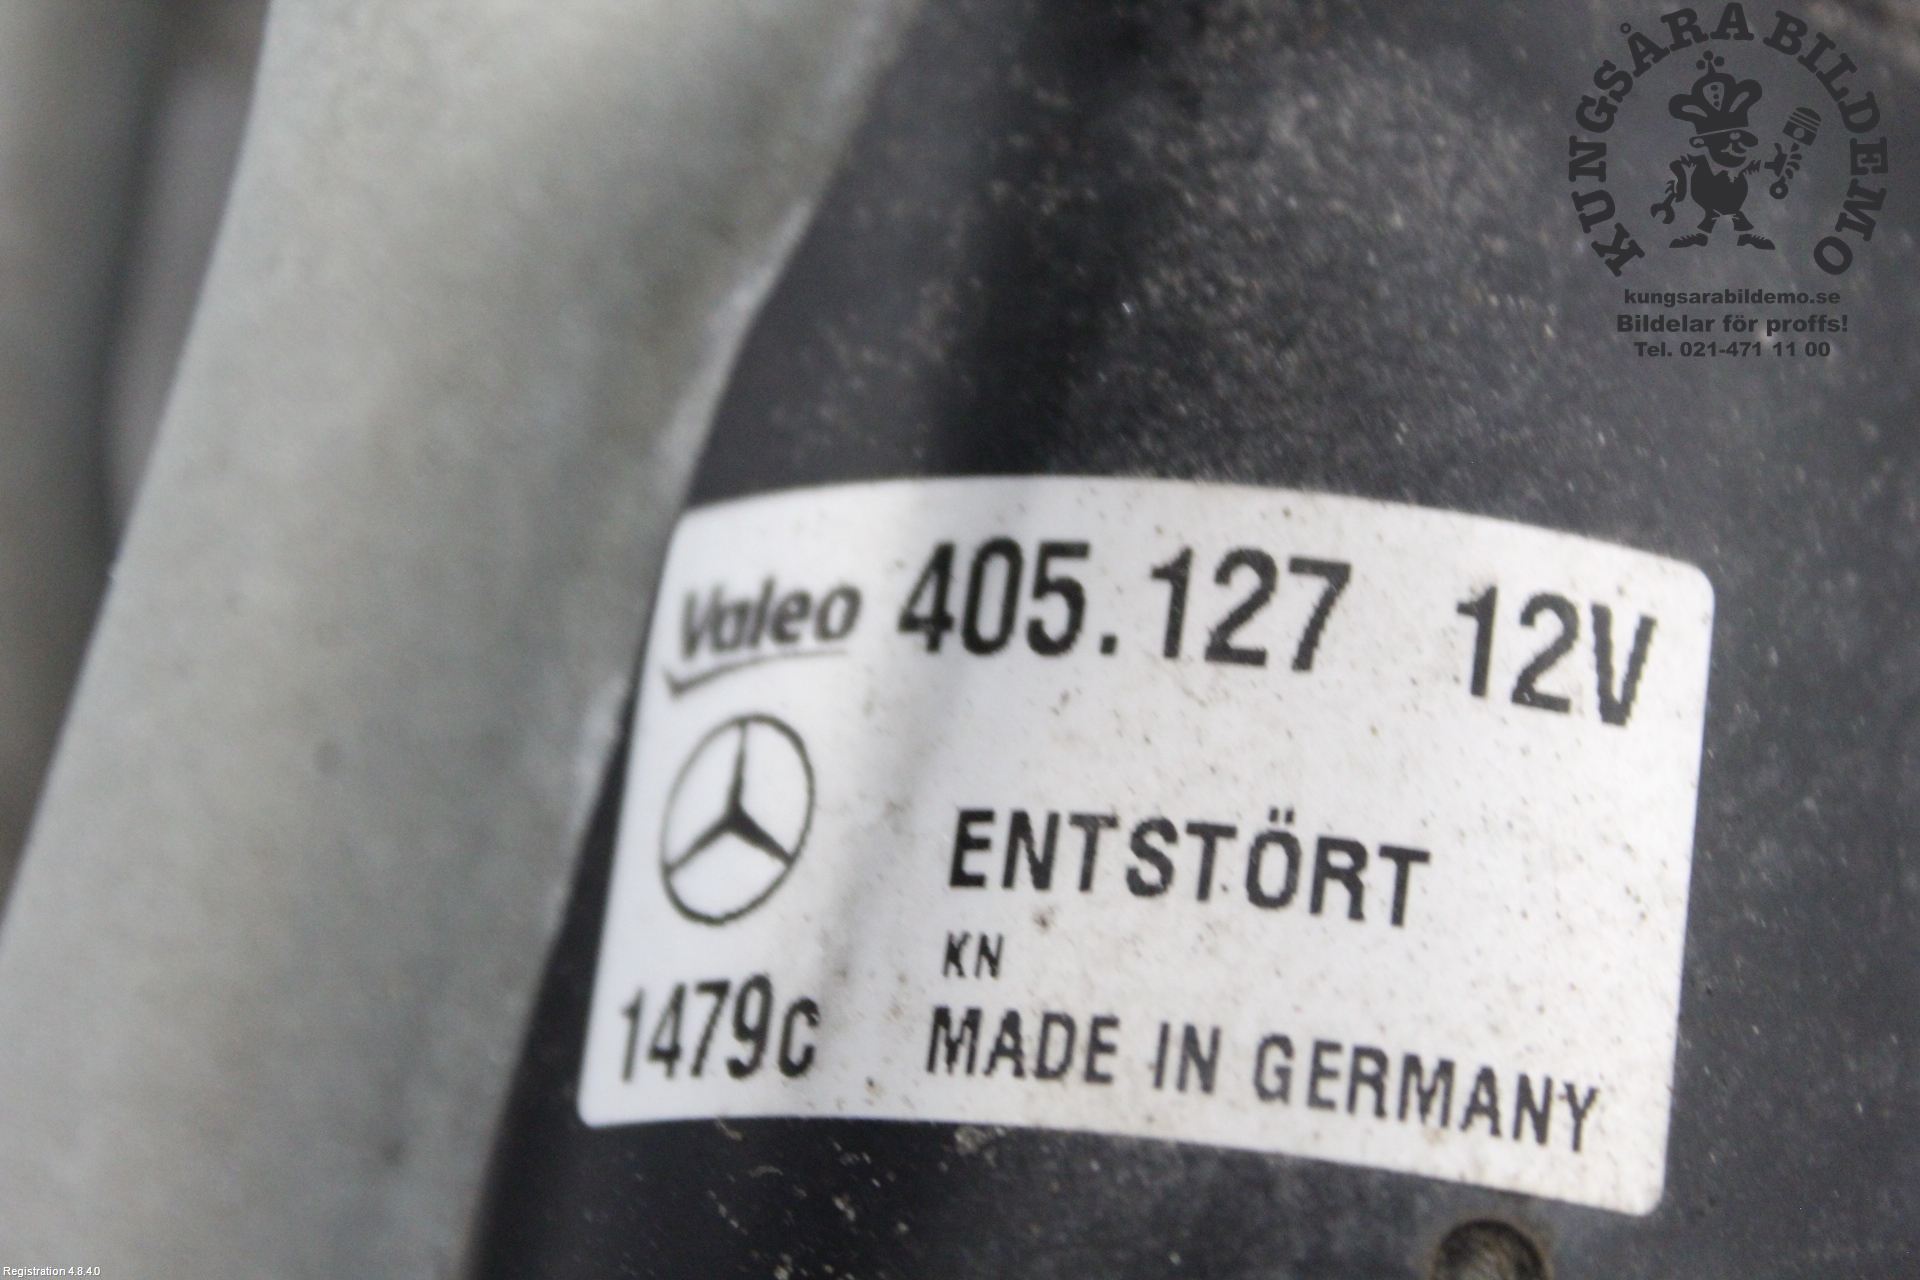 KUNGSÅRA BILDEMO
kungsarabildemo.se
Bildelar för proffs!
Tel. 021-471 11 00
Valeo 405.127 12V
ENTSTÖRT
KN
1479C MADE IN GERMANY
Registration 4.8.4.0